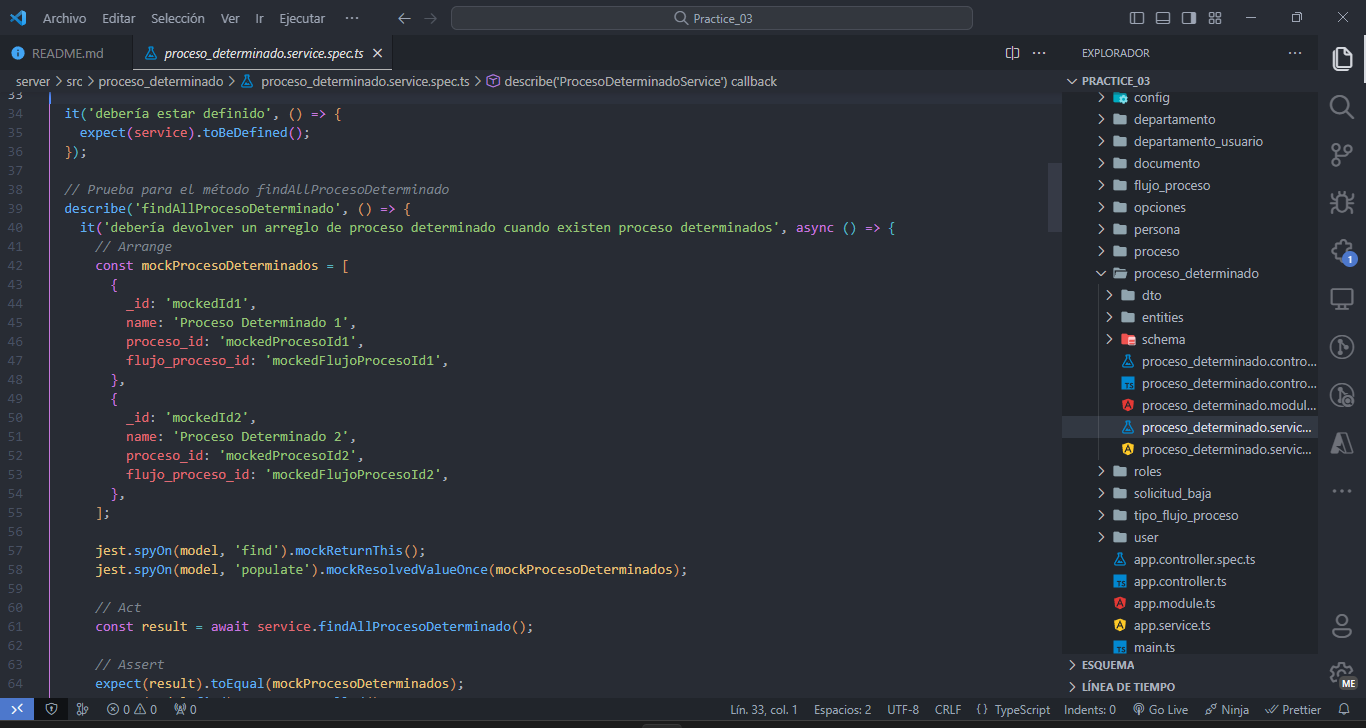 Archivo Editar Selección Ver Ir Ejecutar ··· Practice_03
README.md proceso_determinado.service.spec.ts
server > src > proceso_determinado > proceso_determinado.service.spec.ts > describe('ProcesoDeterminadoService') callback
33
34 it('debería estar definido', () => {
35 expect(service).toBeDefined();
36 });
37
38 // Prueba para el método findAllProcesoDeterminado
39 describe('findAllProcesoDeterminado', () => {
40 it('debería devolver un arreglo de proceso determinado cuando existen proceso determinados', async () => {
41 // Arrange
42 const mockProcesoDeterminados = [
43 {
44 _id: 'mockedId1',
45 name: 'Proceso Determinado 1',
46 proceso_id: 'mockedProcesoId1',
47 flujo_proceso_id: 'mockedFlujoProcesoId1',
48 },
49 {
50 _id: 'mockedId2',
51 name: 'Proceso Determinado 2',
52 proceso_id: 'mockedProcesoId2',
53 flujo_proceso_id: 'mockedFlujoProcesoId2',
54 },
55 ];
56
57 jest.spyOn(model, 'find').mockReturnThis();
58 jest.spyOn(model, 'populate').mockResolvedValueOnce(mockProcesoDeterminados);
59
60 // Act
61 const result = await service.findAllProcesoDeterminado();
62
63 // Assert
64 expect(result).toEqual(mockProcesoDeterminados);
EXPLORADOR
PRACTICE_03
config
departamento
departamento_usuario
documento
flujo_proceso
opciones
persona
proceso
proceso_determinado
dto
entities
schema
proceso_determinado.contro...
proceso_determinado.contro...
proceso_determinado.modul...
proceso_determinado.servic...
proceso_determinado.servic...
roles
solicitud_baja
tipo_flujo_proceso
user
app.controller.spec.ts
app.controller.ts
app.module.ts
app.service.ts
main.ts
ESQUEMA
LÍNEA DE TIEMPO
1
ME
0 0 0 Lín. 33, col. 1 Espacios: 2 UTF-8 CRLF {} TypeScript Indents: 0 Go Live Ninja Prettier